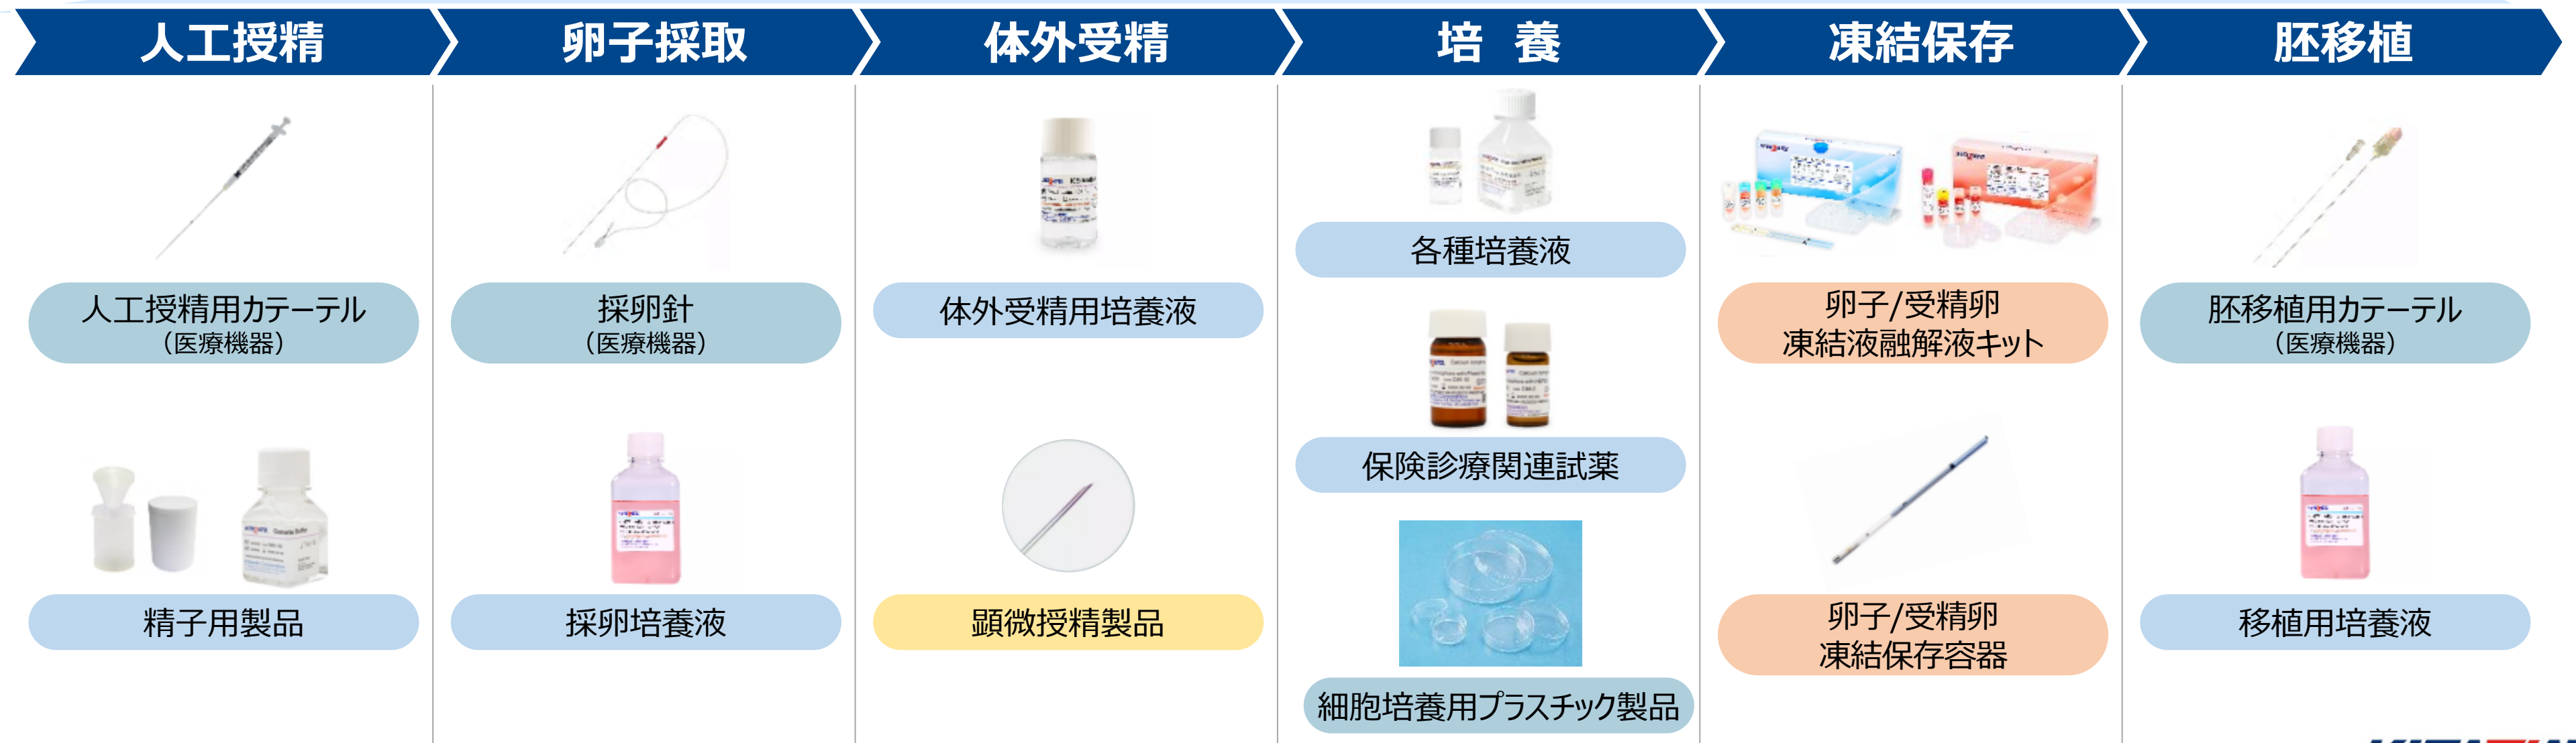 人工授精
卵子採取
体外受精
培 養
凍結保存
胚移植
人工授精用カテーテル
（医療機器）
精子用製品
採卵針
（医療機器）
採卵培養液
体外受精用培養液
顕微授精製品
各種培養液
保険診療関連試薬
細胞培養用プラスチック製品
卵子/受精卵
凍結液融解液キット
卵子/受精卵
凍結保存容器
胚移植用カテーテル
（医療機器）
移植用培養液